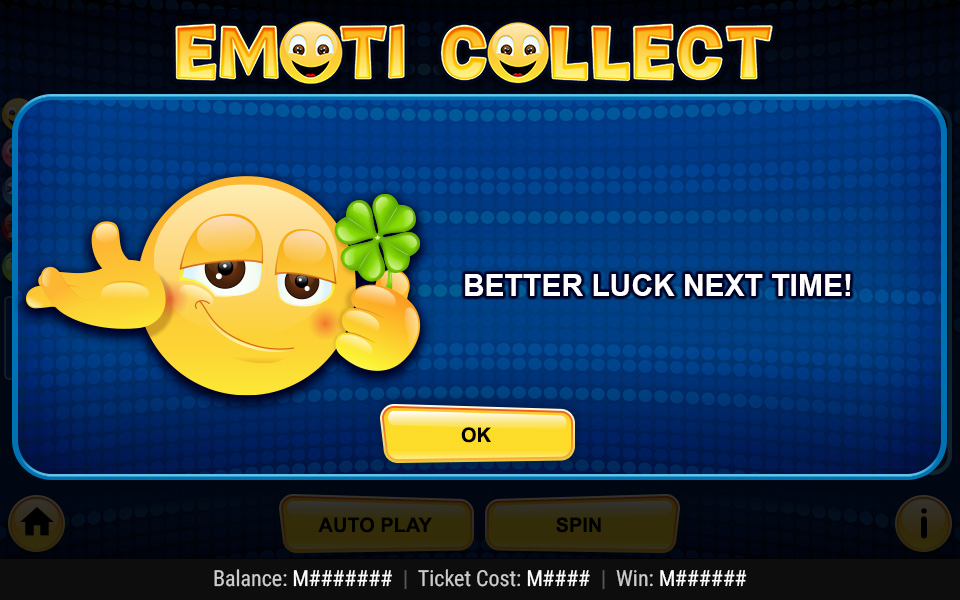 EMOTI COLLECT
BETTER LUCK NEXT TIME!
OK
AUTO PLAY
SPIN
i
Balance: M####### | Ticket Cost: M#### | Win: M######